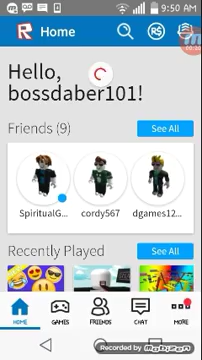 9:50 AM
R Home R$
Hello,
bossdaber101!
Friends (9)
See All
SpiritualG... cordy567 dgames12...
Recently Played
See All
HOME GAMES FRIENDS CHAT MORE
Recorded by